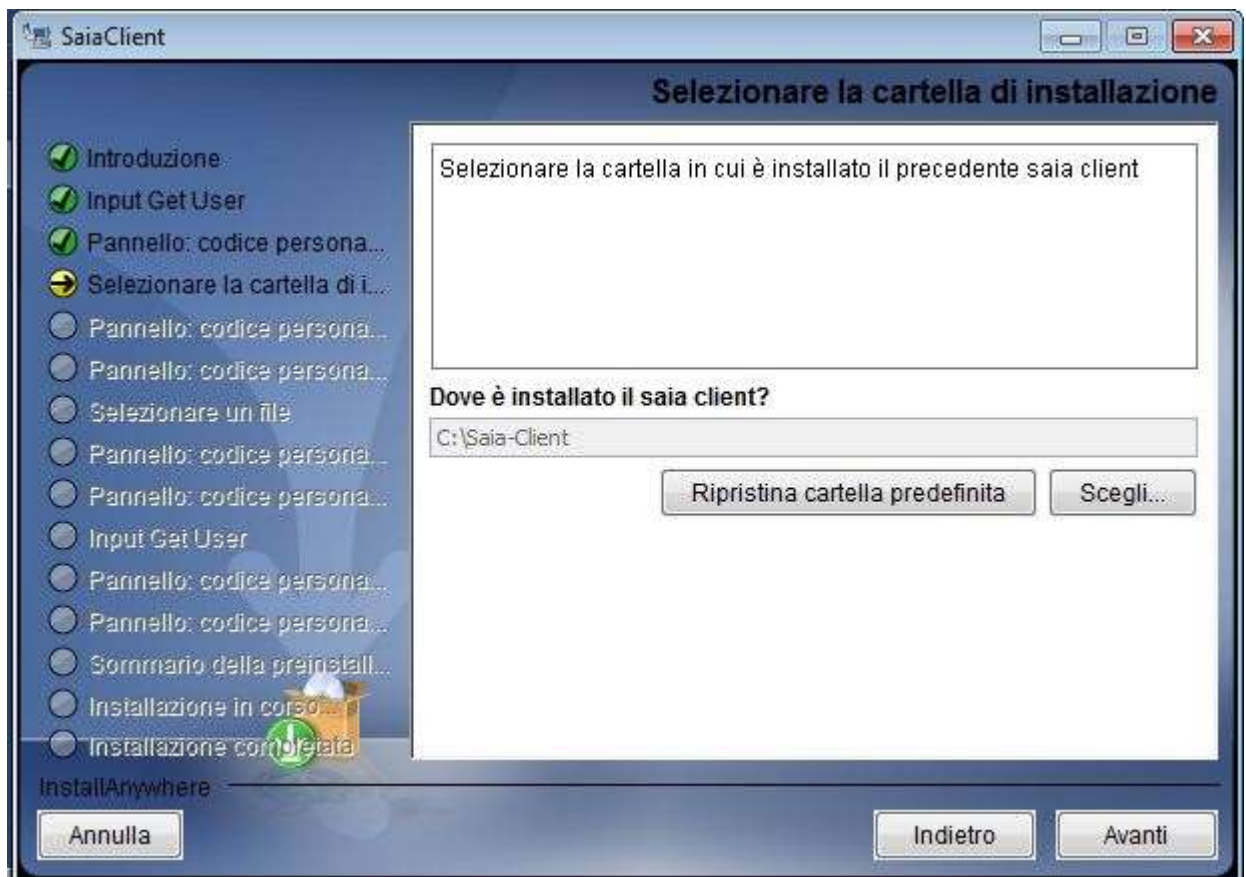 SaiaClient
Selezionare la cartella di installazione
Introduzione
Input Get User
Pannello: codice persona...
Selezionare la cartella di i...
Pannello: codice persona...
Pannello: codice persona...
Selezionare un file
Pannello: codice persona...
Pannello: codice persona...
Input Get User
Pannello: codice persona...
Pannello: codice persona...
Sommario della preinstall...
Installazione in corso...
Installazione completata
Selezionare la cartella in cui è installato il precedente saia client
Dove è installato il saia client?
C:\Saia-Client
Ripristina cartella predefinita
Scegli...
InstallAnywhere
Annulla
Indietro
Avanti